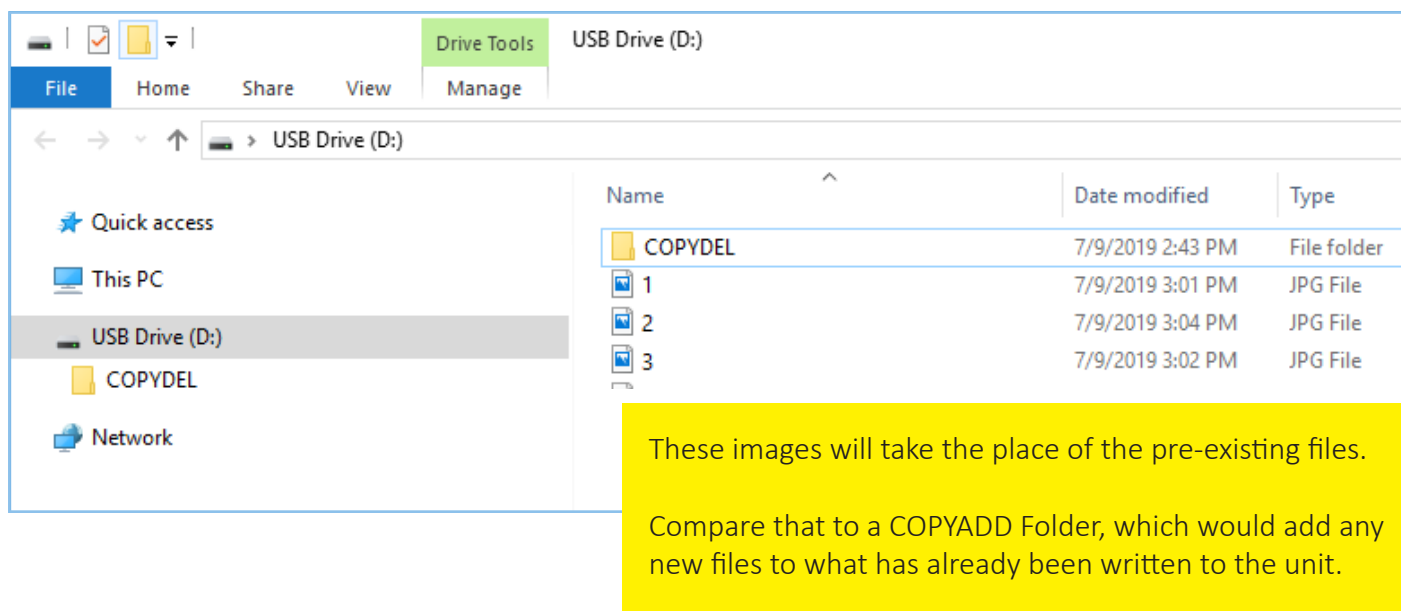 Drive Tools USB Drive (D:)
File Home Share View Manage
USB Drive (D:)
Name Date modified Type
Quick access
This PC
USB Drive (D:)
COPYDEL
Network
COPYDEL 7/9/2019 2:43 PM File folder
1 7/9/2019 3:01 PM JPG File
2 7/9/2019 3:04 PM JPG File
3 7/9/2019 3:02 PM JPG File
These images will take the place of the pre-existing files.
Compare that to a COPYADD Folder, which would add any
new files to what has already been written to the unit.